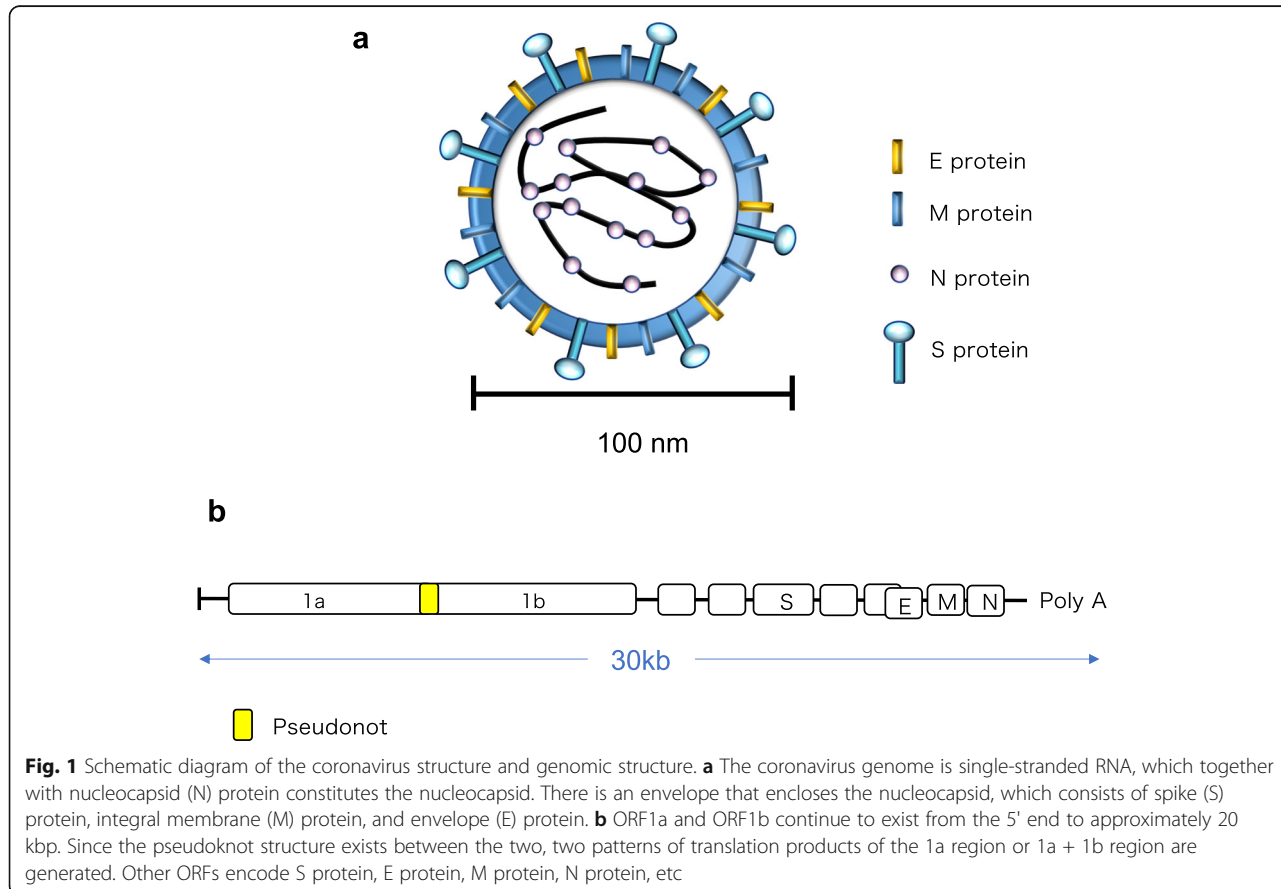 a
E protein
M protein
N protein
S protein
100 nm
b
1a 1b S E M N Poly A
30kb
Pseudonot
Fig. 1 Schematic diagram of the coronavirus structure and genomic structure. a The coronavirus genome is single-stranded RNA, which together
with nucleocapsid (N) protein constitutes the nucleocapsid. There is an envelope that encloses the nucleocapsid, which consists of spike (S)
protein, integral membrane (M) protein, and envelope (E) protein. b ORF1a and ORF1b continue to exist from the 5' end to approximately 20
kbp. Since the pseudoknot structure exists between the two, two patterns of translation products of the 1a region or 1a + 1b region are
generated. Other ORFs encode S protein, E protein, M protein, N protein, etc